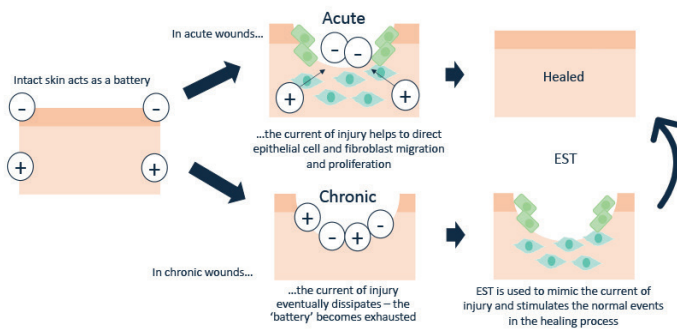 Intact skin acts as a battery
-
-
+
+
In acute wounds...
Acute
-
-
+
+
...the current of injury helps to direct
epithelial cell and fibroblast migration
and proliferation
Healed
In chronic wounds...
Chronic
+
-
+
-
...the current of injury
eventually dissipates – the
‘battery’ becomes exhausted
EST
EST is used to mimic the current of
injury and stimulates the normal events
in the healing process